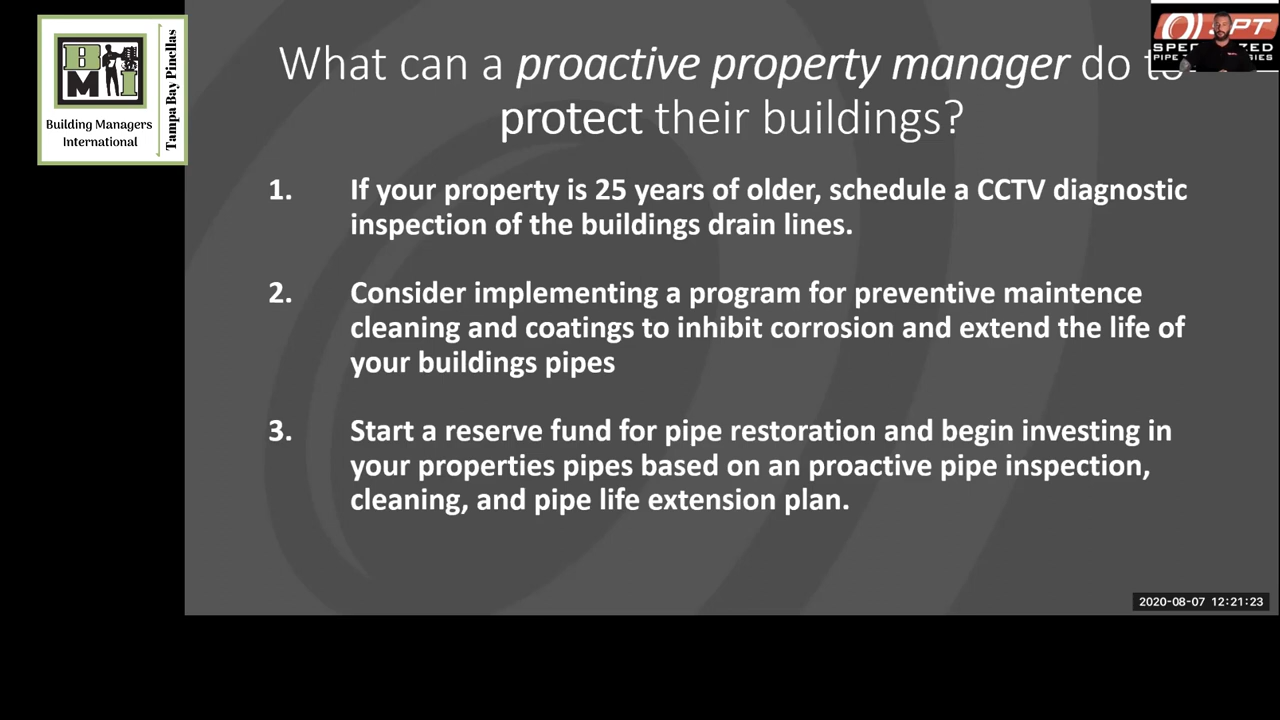 BMI
Building Managers
International
Tampa Bay Pinellas
What can a proactive property manager do to
protect their buildings?
1. If your property is 25 years of older, schedule a CCTV diagnostic
inspection of the buildings drain lines.
2. Consider implementing a program for preventive maintence
cleaning and coatings to inhibit corrosion and extend the life of
your buildings pipes
3. Start a reserve fund for pipe restoration and begin investing in
your properties pipes based on an proactive pipe inspection,
cleaning, and pipe life extension plan.
2020-08-07 12:21:23